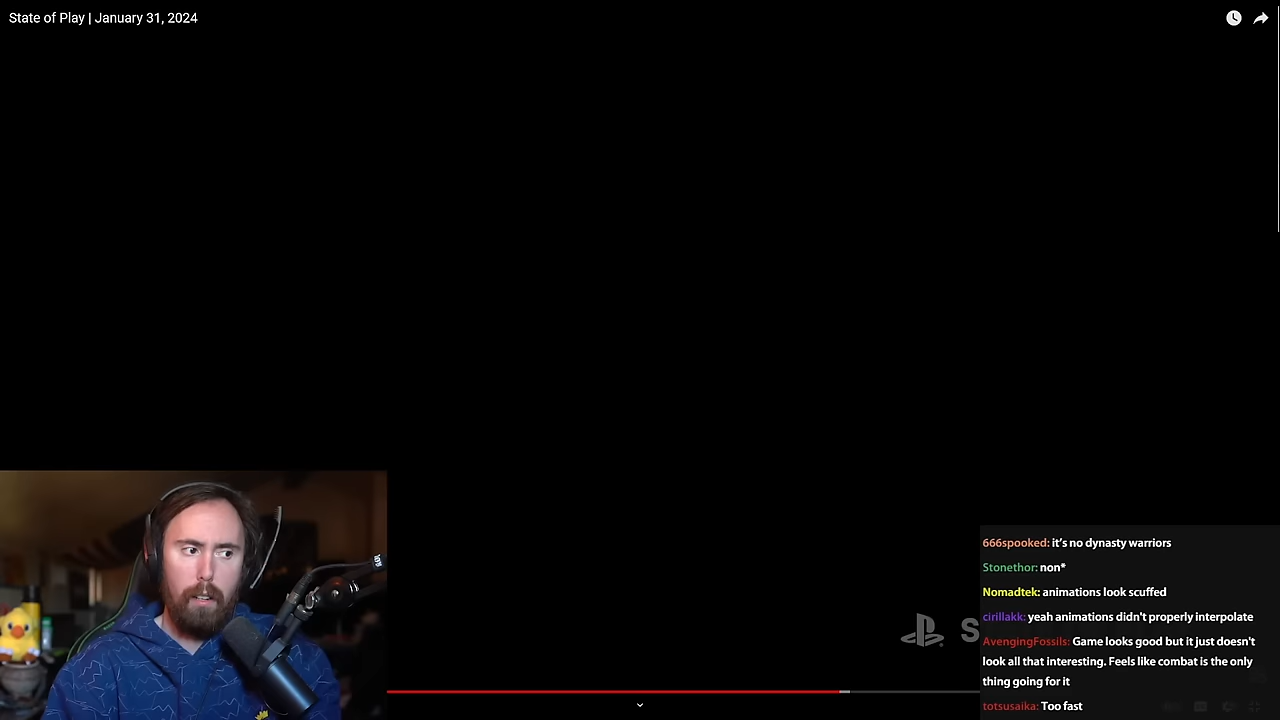 State of Play | January 31, 2024
666spooked: it's no dynasty warriors
Stonethor: non*
Nomadtek: animations look scuffed
cirillakk: yeah animations didn't properly interpolate
AvengingFossils: Game looks good but it just doesn't
look all that interesting. Feels like combat is the only
thing going for it
S
totsusaika: Too fast